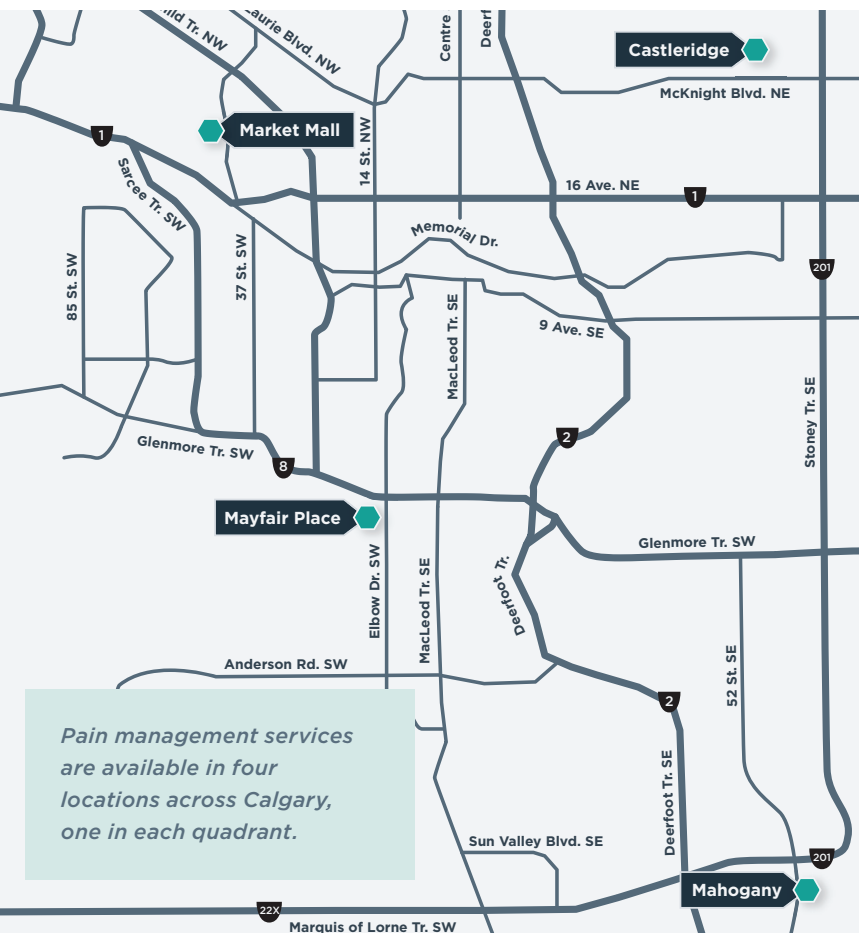 ild Tr. NW
Laurie Blvd. NW
Centre
Deerf
Castleridge
McKnight Blvd. NE
Market Mall
1
14 St. NW
Sarcee Tr. SW
16 Ave. NE
1
Memorial Dr.
85 St. SW
37 St. SW
201
MacLeod Tr. SE
9 Ave. SE
Stoney Tr. SE
2
Glenmore Tr. SW
8
Mayfair Place
Glenmore Tr. SW
Elbow Dr. SW
MacLeod Tr. SE
Deerfoot Tr.
Anderson Rd. SW
52 St. SE
2
Pain management services
are available in four
locations across Calgary,
one in each quadrant.
Deerfoot Tr. SE
Sun Valley Blvd. SE
201
Mahogany
22X
Marquis of Lorne Tr. SW